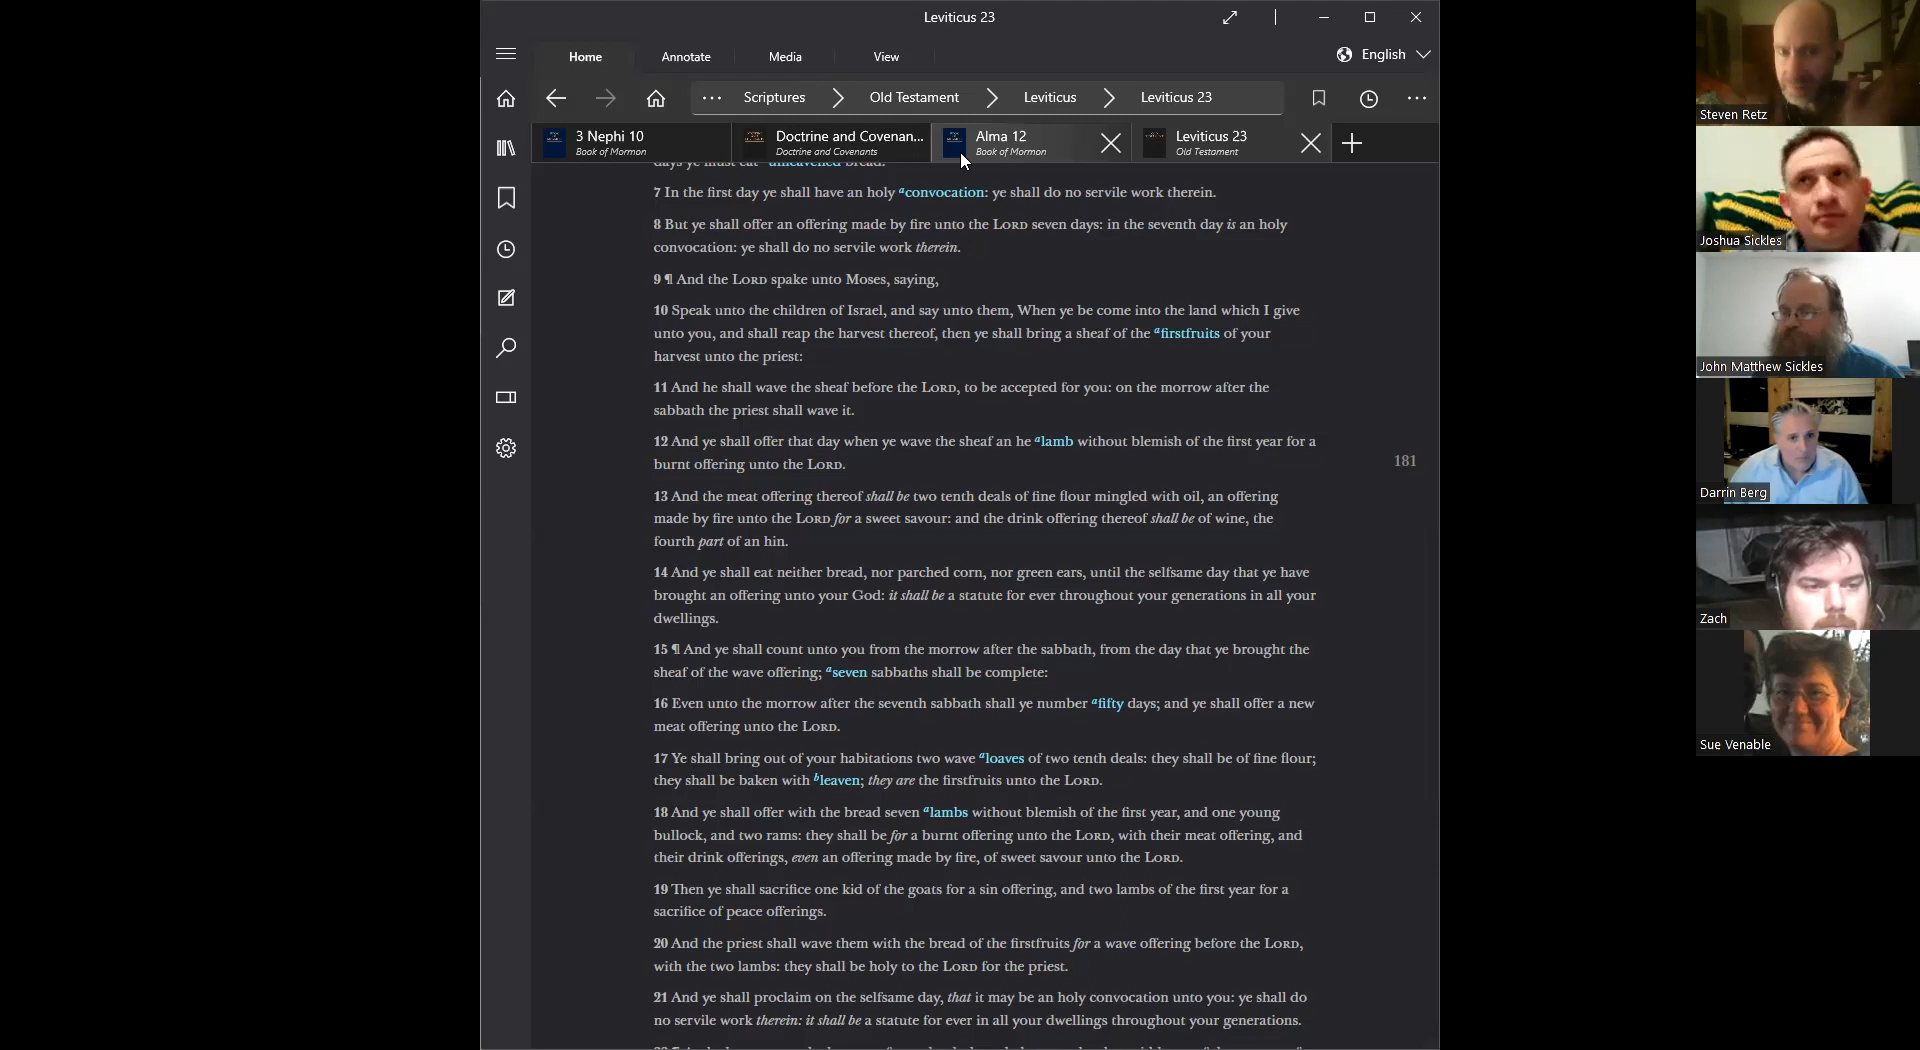 Leviticus 23
Home
Annotate
Media
View
English
Scriptures
Old Testament
Leviticus
Leviticus 23
3 Nephi 10
Book of Mormon
Doctrine and Covenan...
Doctrine and Covenants
Alma 12
Book of Mormon
Leviticus 23
Old Testament
days ye must eat unleavened bread.
7 In the first day ye shall have an holy aconvocation: ye shall do no servile work therein.
8 But ye shall offer an offering made by fire unto the LORD seven days: in the seventh day is an holy
convocation: ye shall do no servile work therein.
9 ¶ And the LORD spake unto Moses, saying,
10 Speak unto the children of Israel, and say unto them, When ye be come into the land which I give
unto you, and shall reap the harvest thereof, then ye shall bring a sheaf of the afirstfruits of your
harvest unto the priest:
11 And he shall wave the sheaf before the LORD, to be accepted for you: on the morrow after the
sabbath the priest shall wave it.
12 And ye shall offer that day when ye wave the sheaf an he alamb without blemish of the first year for a
burnt offering unto the LORD.
181
13 And the meat offering thereof shall be two tenth deals of fine flour mingled with oil, an offering
made by fire unto the LORD for a sweet savour: and the drink offering thereof shall be of wine, the
fourth part of an hin.
14 And ye shall eat neither bread, nor parched corn, nor green ears, until the selfsame day that ye have
brought an offering unto your God: it shall be a statute for ever throughout your generations in all your
dwellings.
15 ¶ And ye shall count unto you from the morrow after the sabbath, from the day that ye brought the
sheaf of the wave offering; aseven sabbaths shall be complete:
16 Even unto the morrow after the seventh sabbath shall ye number afifty days; and ye shall offer a new
meat offering unto the LORD.
17 Ye shall bring out of your habitations two wave aloaves of two tenth deals: they shall be of fine flour;
they shall be baken with bleaven; they are the firstfruits unto the LORD.
18 And ye shall offer with the bread seven alambs without blemish of the first year, and one young
bullock, and two rams: they shall be for a burnt offering unto the LORD, with their meat offering, and
their drink offerings, even an offering made by fire, of sweet savour unto the LORD.
19 Then ye shall sacrifice one kid of the goats for a sin offering, and two lambs of the first year for a
sacrifice of peace offerings.
20 And the priest shall wave them with the bread of the firstfruits for a wave offering before the LORD,
with the two lambs: they shall be holy to the LORD for the priest.
21 And ye shall proclaim on the selfsame day, that it may be an holy convocation unto you: ye shall do
no servile work therein: it shall be a statute for ever in all your dwellings throughout your generations.
Steven Retz
Joshua Sickles
John Matthew Sickles
Darrin Berg
Zach
Sue Venable